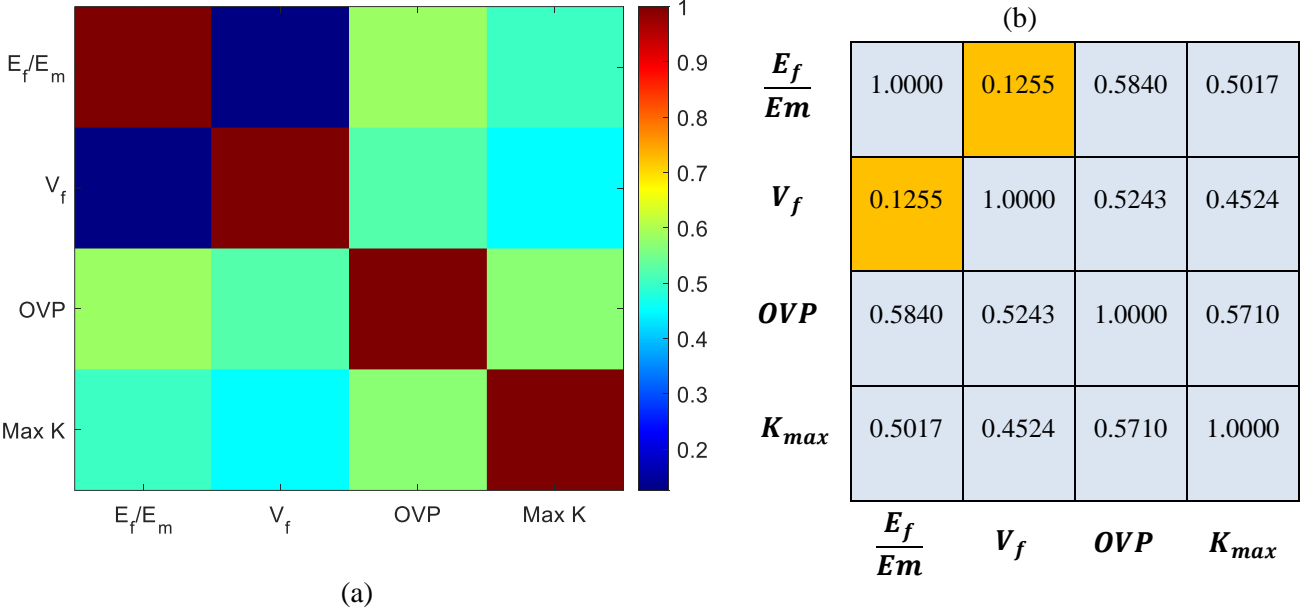 E_f/E_m
V_f
OVP
Max K
E_f/E_m V_f OVP Max K
1
0.9
0.8
0.7
0.6
0.5
0.4
0.3
0.2
(a)
(b)
E_f/Em 1.0000 0.1255 0.5840 0.5017
V_f 0.1255 1.0000 0.5243 0.4524
OVP 0.5840 0.5243 1.0000 0.5710
K_max 0.5017 0.4524 0.5710 1.0000
E_f/Em V_f OVP K_max